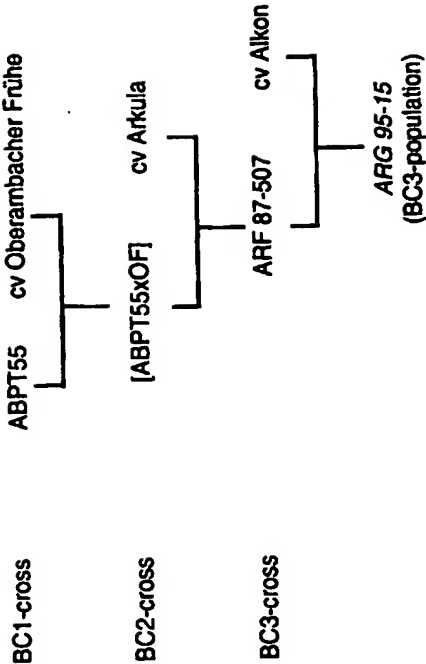 BC1-cross ABPT55 cv Oberambacher Frühe
BC2-cross [ABPT55xOF] cv Arkula
BC3-cross ARF 87-507 cv Alkon
ARG 95-15
(BC3-population)